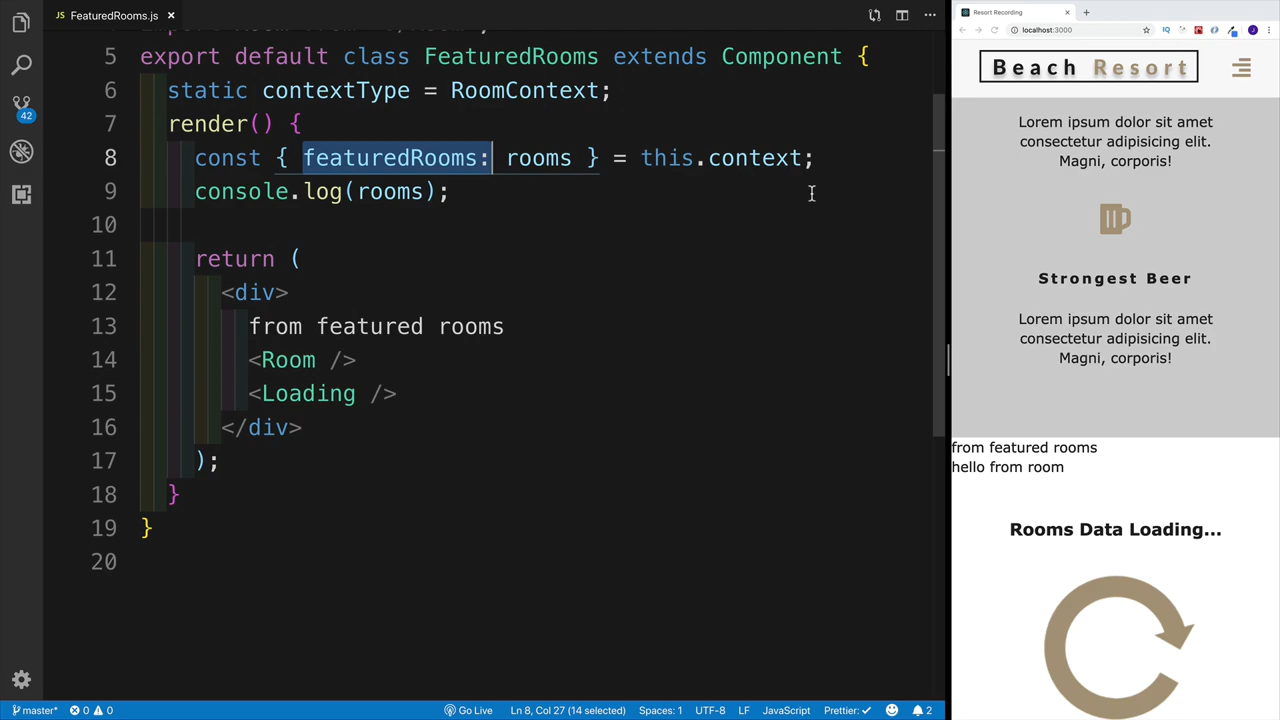 FeaturedRooms.js
5 export default class FeaturedRooms extends Component {
6 static contextType = RoomContext;
7 render() {
8 const { featuredRooms: rooms } = this.context;
9 console.log(rooms);
10
11 return (
12 <div>
13 from featured rooms
14 <Room />
15 <Loading />
16 </div>
17 );
18 }
19 }
20
42
master*
0 0
Go Live
Ln 8, Col 27 (14 selected)
Spaces: 1
UTF-8
LF
JavaScript
Prettier:
2
Resort Recording
localhost:3000
IQ
J
Beach Resort
Lorem ipsum dolor sit amet
consectetur adipisicing elit.
Magni, corporis!
Strongest Beer
Lorem ipsum dolor sit amet
consectetur adipisicing elit.
Magni, corporis!
from featured rooms
hello from room
Rooms Data Loading...